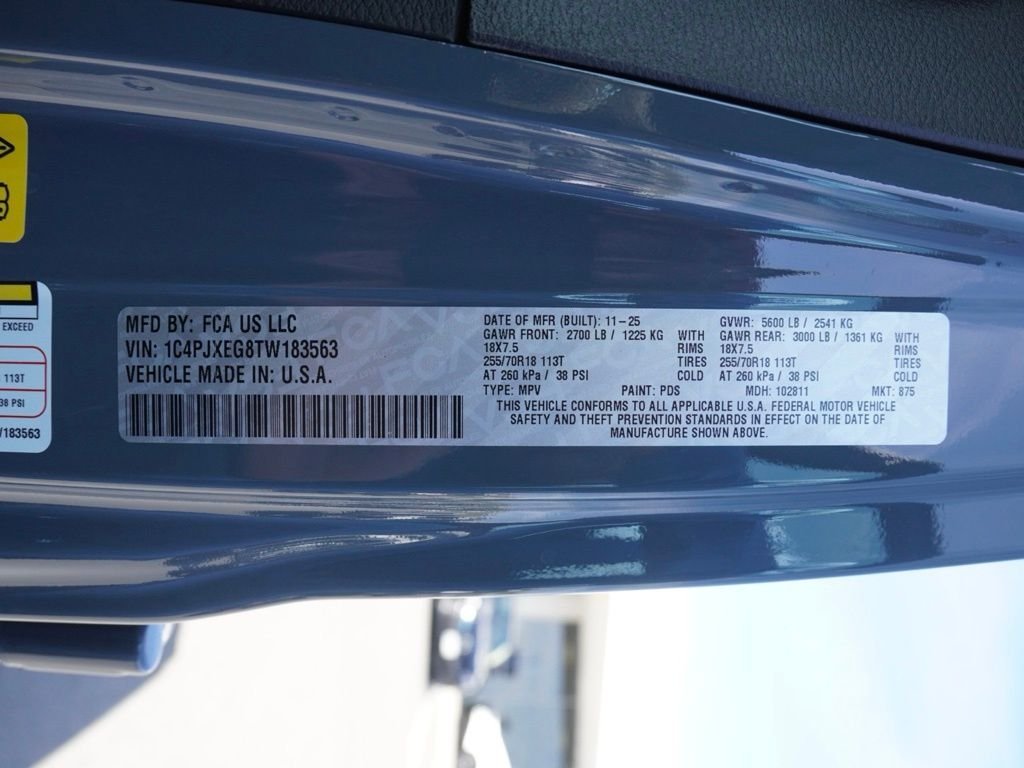 EXCEED
113T
38 PSI
183563
MFD BY: FCA US LLC
VIN: 1C4PJXEG8TW183563
VEHICLE MADE IN: U.S.A.
DATE OF MFR (BUILT): 11-25
GAWR FRONT: 2700 LB / 1225 KG WITH
18X7.5 RIMS
255/70R18 113T TIRES
AT 260 kPa / 38 PSI COLD
GVWR: 5600 LB / 2541 KG
GAWR REAR: 3000 LB / 1361 KG WITH
18X7.5 RIMS
255/70R18 113T TIRES
AT 260 kPa / 38 PSI COLD
TYPE: MPV PAINT: PDS MDH: 102811 MKT: 875
THIS VEHICLE CONFORMS TO ALL APPLICABLE U.S.A. FEDERAL MOTOR VEHICLE
SAFETY AND THEFT PREVENTION STANDARDS IN EFFECT ON THE DATE OF
MANUFACTURE SHOWN ABOVE.